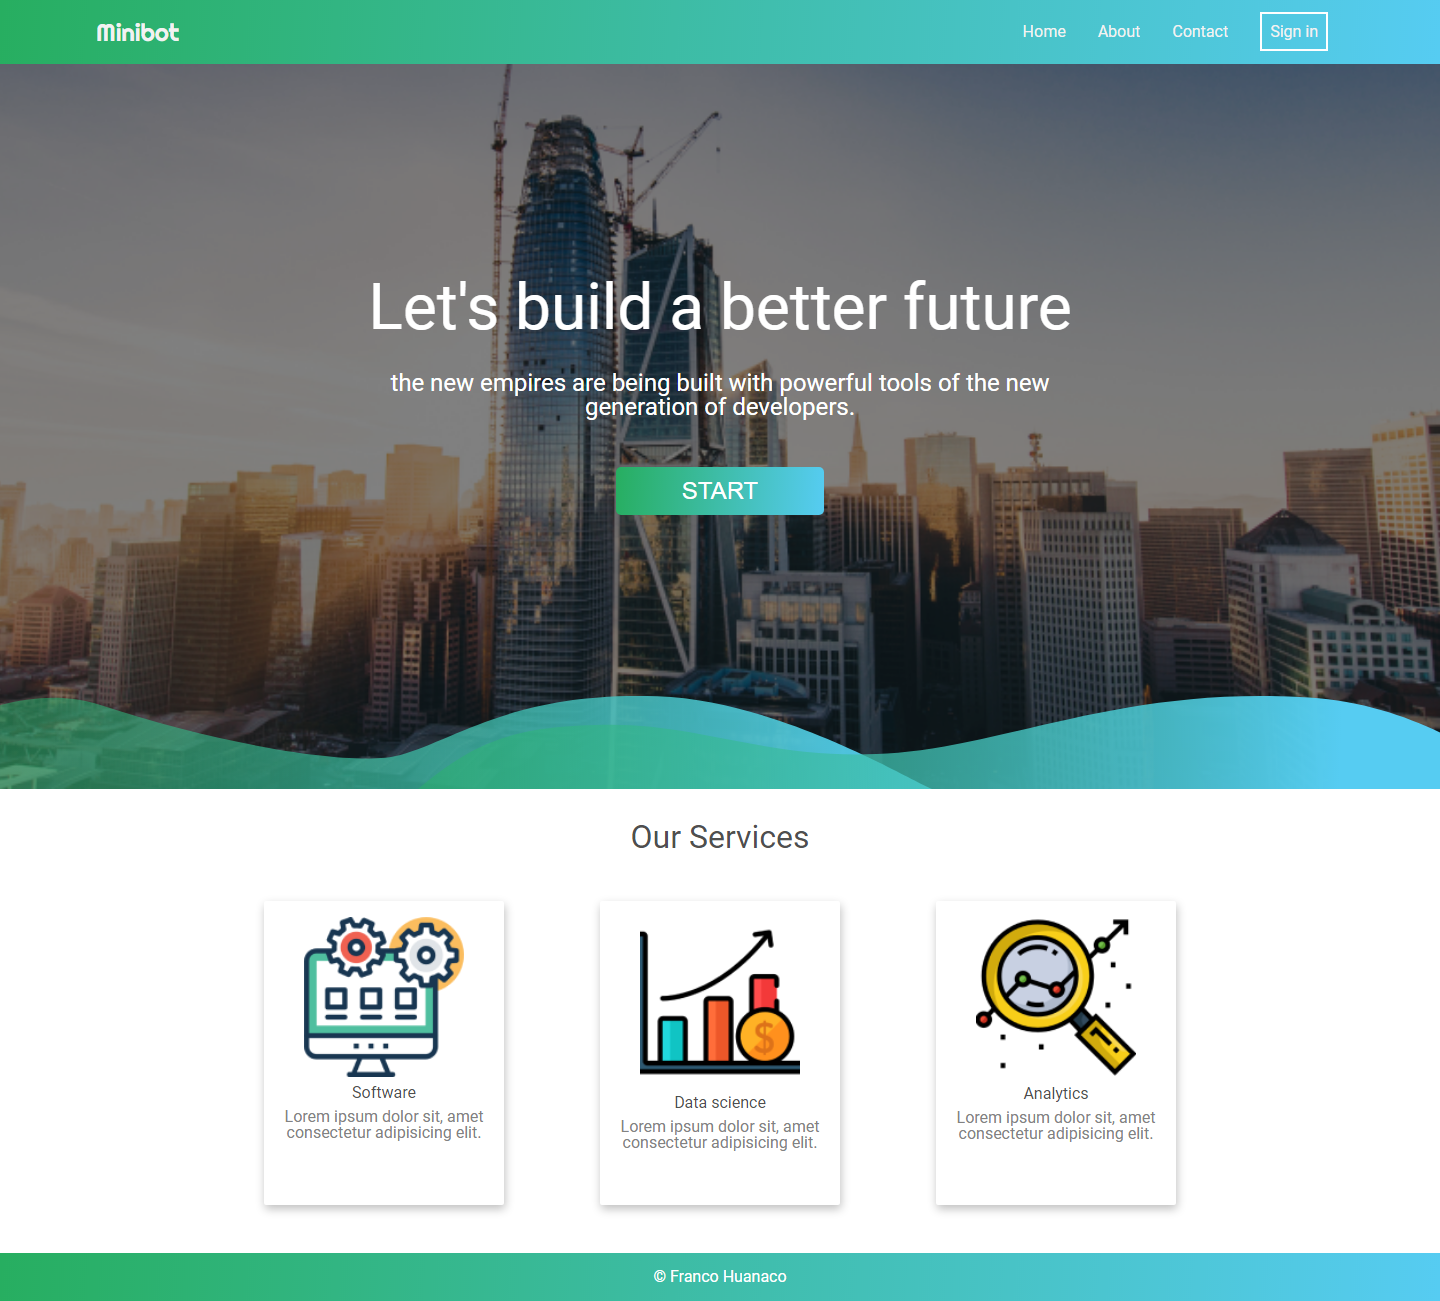 Minibot
Home
About
Contact
Sign in
Let's build a better future
the new empires are being built with powerful tools of the new
generation of developers.
START
Our Services
Software
Lorem ipsum dolor sit, amet
consectetur adipisicing elit.
Data science
Lorem ipsum dolor sit, amet
consectetur adipisicing elit.
Analytics
Lorem ipsum dolor sit, amet
consectetur adipisicing elit.
© Franco Huanaco